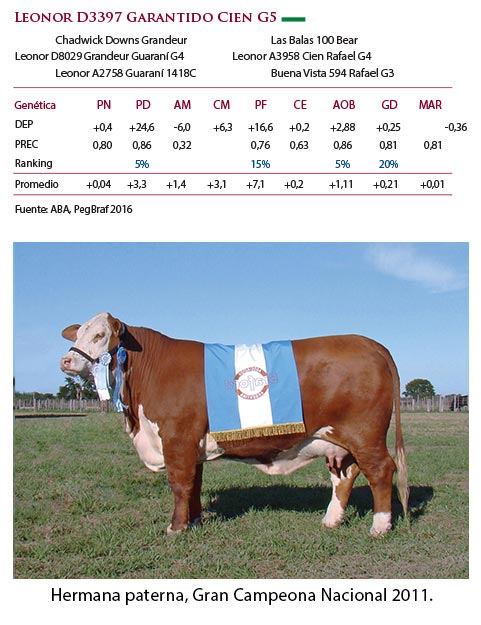 Leonor D3397 Garantido Cien G5
Chadwick Downs Grandeur Las Balas 100 Bear
Leonor D8029 Grandeur Guaraní G4 Leonor A3958 Cien Rafael G4
Leonor A2758 Guaraní 1418C Buena Vista 594 Rafael G3
Genética PN PD AM CM PF CE AOB GD MAR
DEP +0,4 +24,6 -6,0 +6,3 +16,6 +0,2 +2,88 +0,25 -0,36
PREC 0,80 0,86 0,32 0,76 0,63 0,86 0,81 0,81
Ranking 5% 15% 5% 20%
Promedio +0,04 +3,3 +1,4 +3,1 +7,1 +0,2 +1,11 +0,21 +0,01
Fuente: ABA, PegBraf 2016
Hermana paterna, Gran Campeona Nacional 2011.